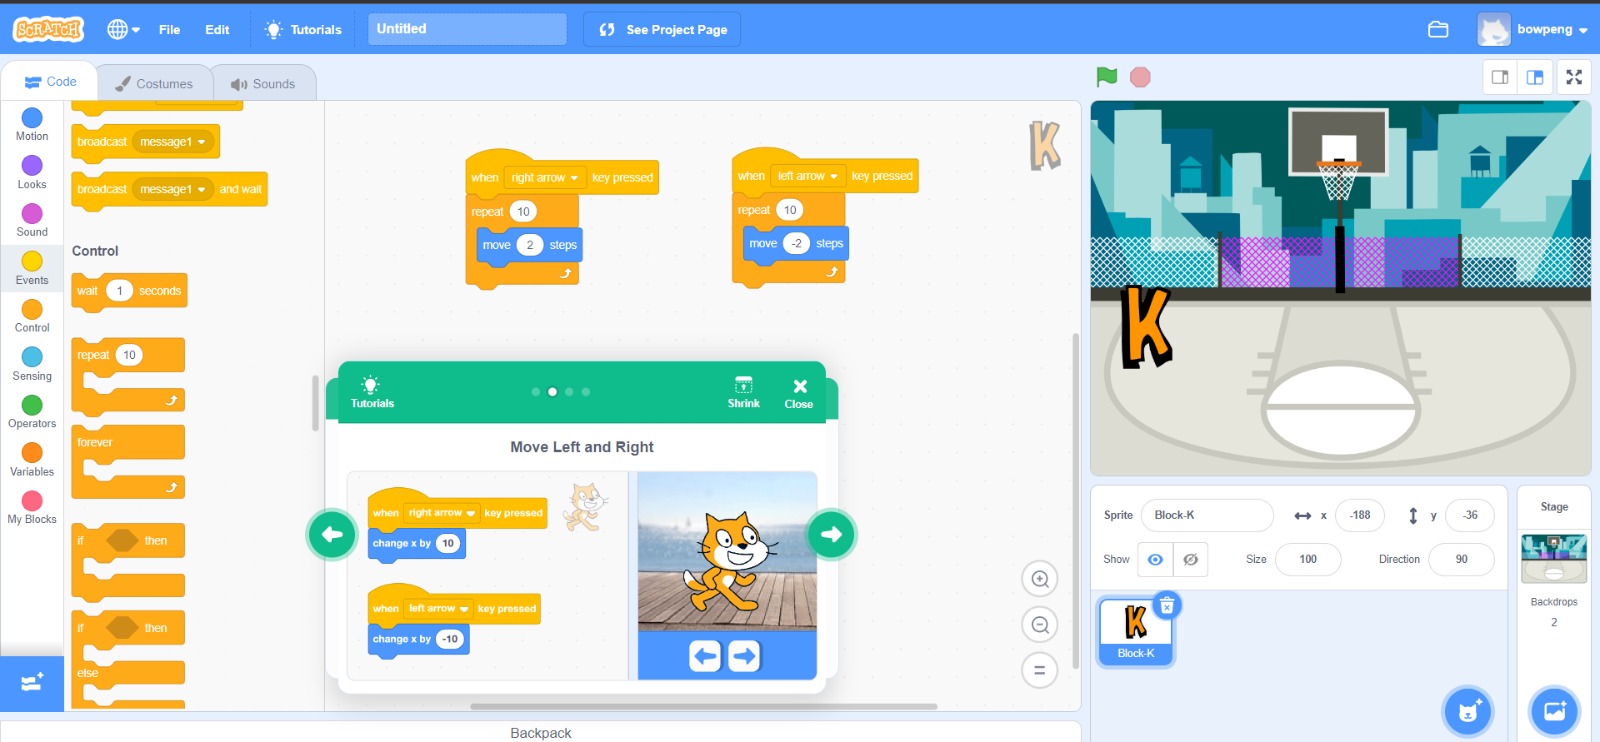 SCRATCH
File
Edit
Tutorials
Untitled
See Project Page
bowpeng
Code
Costumes
Sounds
Motion
Looks
Sound
Events
Control
Sensing
Operators
Variables
My Blocks
broadcast message1
broadcast message1 and wait
Control
wait 1 seconds
repeat 10
forever
if then
if then
else
when right arrow key pressed
repeat 10
move 2 steps
when left arrow key pressed
repeat 10
move -2 steps
K
Tutorials
Shrink
Close
Move Left and Right
when right arrow key pressed
change x by 10
when left arrow key pressed
change x by -10
Backpack
K
Sprite Block-K x -188 y -36
Show Size 100 Direction 90
K
Block-K
Stage
Backdrops
2